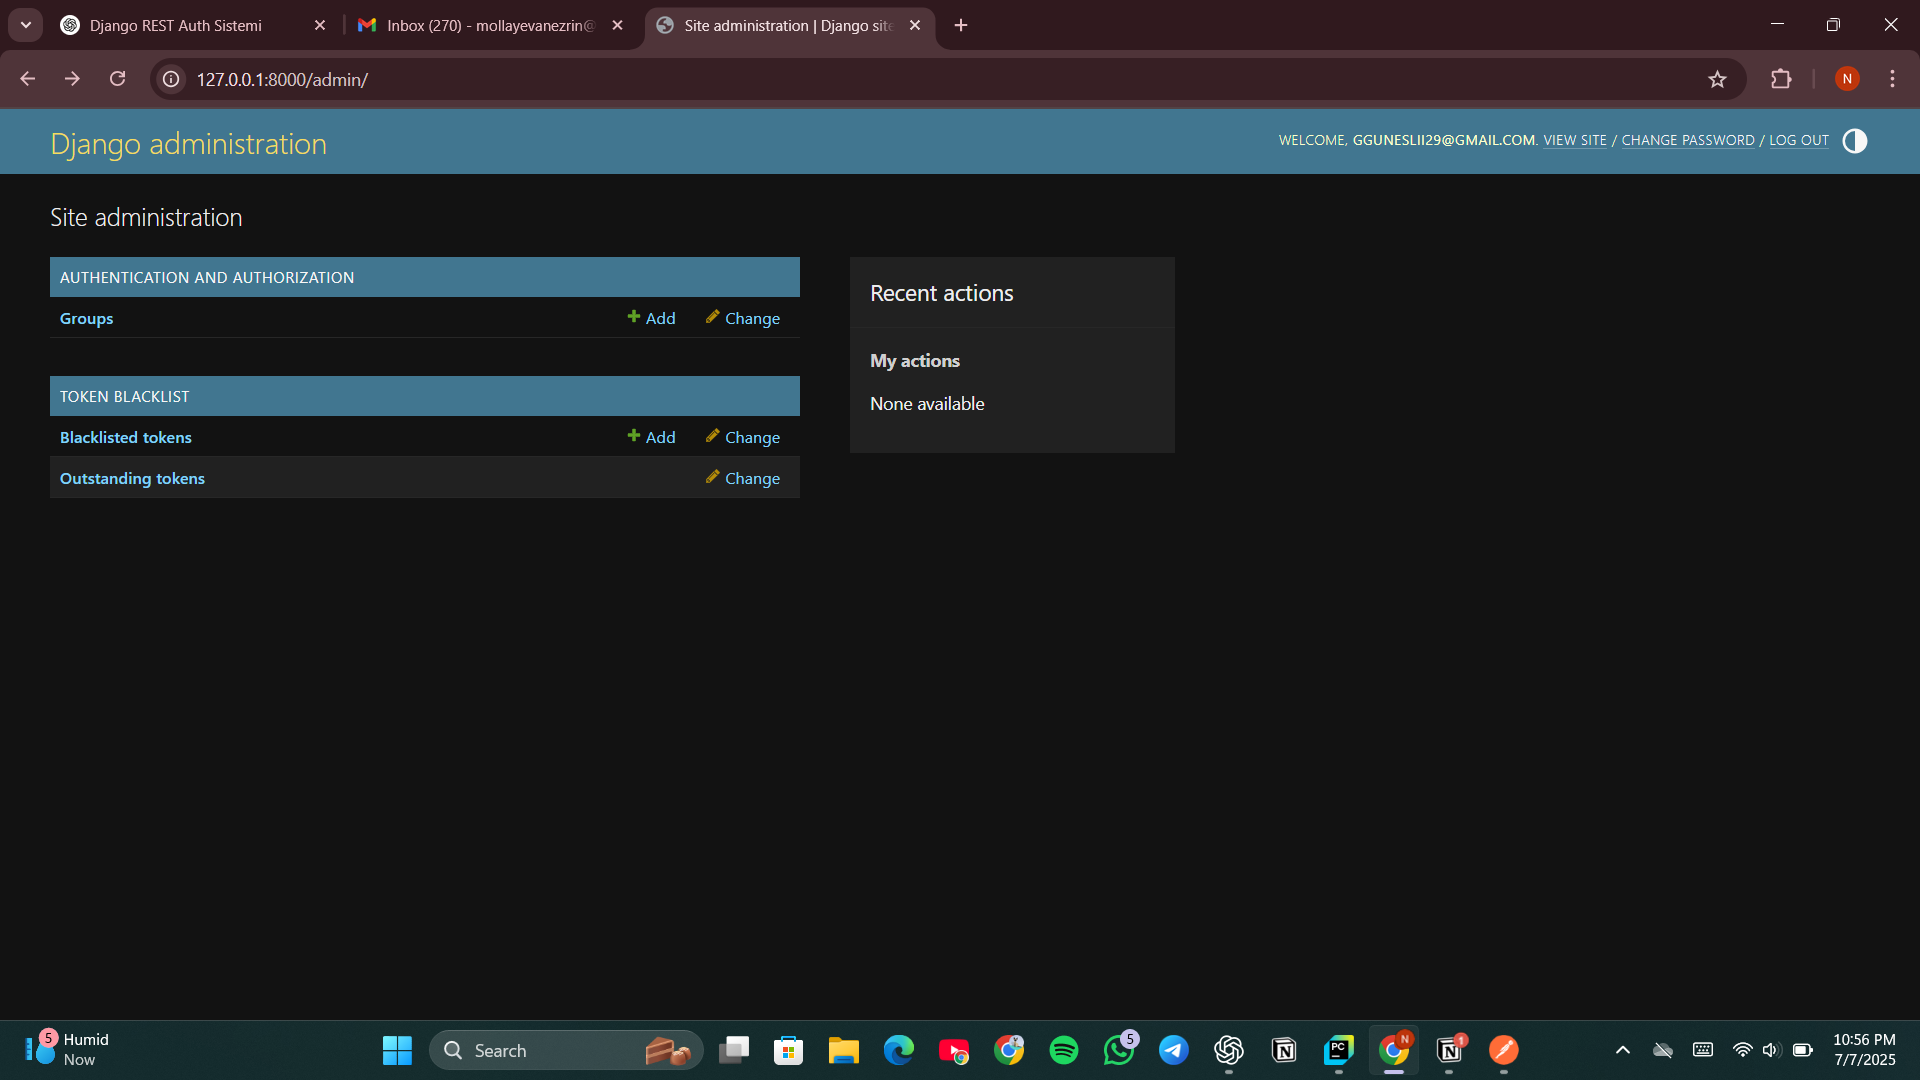 Django REST Auth Sistemi
Inbox (270) - mollayevanezrin@
Site administration | Django site
127.0.0.1:8000/admin/
N
Django administration
WELCOME, GGUNESLII29@GMAIL.COM. VIEW SITE / CHANGE PASSWORD / LOG OUT
Site administration
AUTHENTICATION AND AUTHORIZATION
Groups Add Change
TOKEN BLACKLIST
Blacklisted tokens Add Change
Outstanding tokens Change
Recent actions
My actions
None available
5
Humid
Now
Search
5
PC
N
1
10:56 PM
7/7/2025